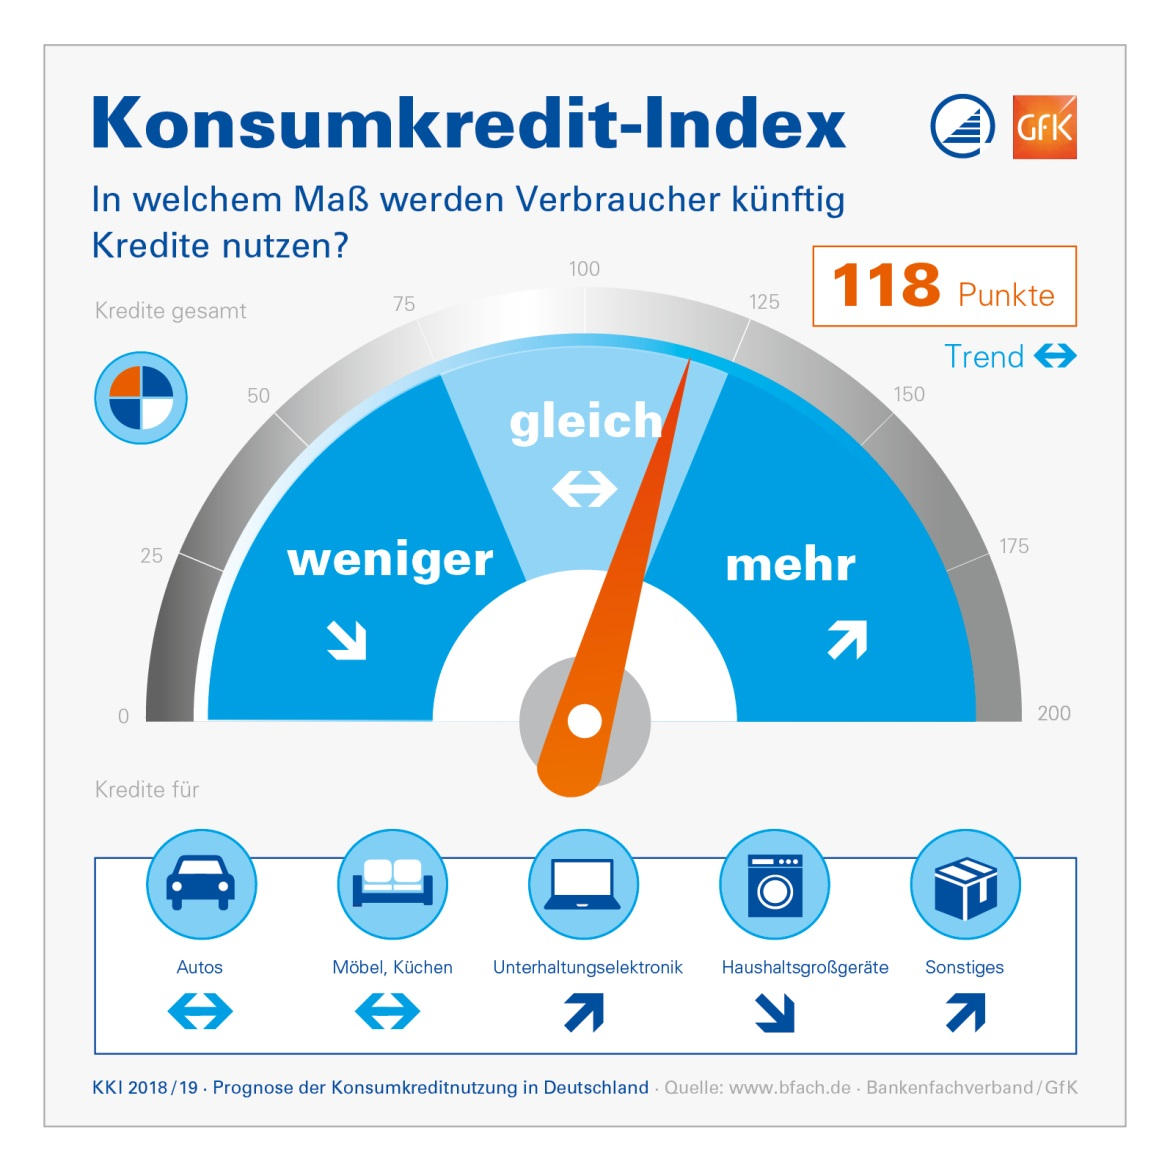 Konsumkredit-Index
GfK
In welchem Maß werden Verbraucher künftig
Kredite nutzen?
118 Punkte
Trend
Kredite gesamt
0
25
50
75
100
125
150
175
200
weniger
gleich
mehr
Kredite für
Autos
Möbel, Küchen
Unterhaltungselektronik
Haushaltsgroßgeräte
Sonstiges
KKI 2018/19 · Prognose der Konsumkreditnutzung in Deutschland · Quelle: www.bfach.de · Bankenfachverband/GfK